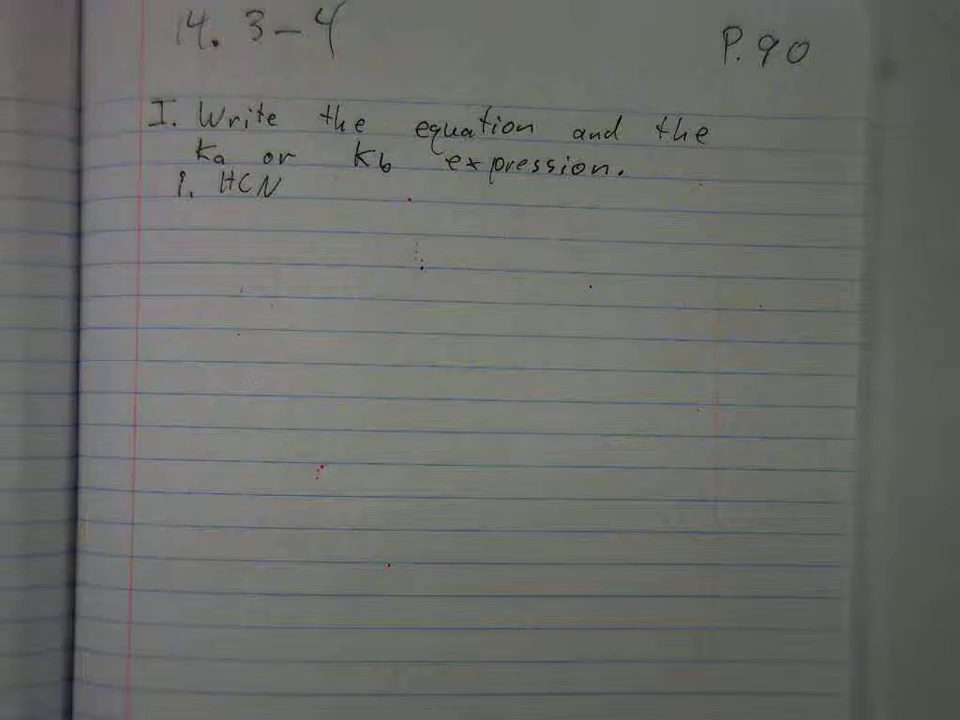 14. 3-4
P.90
I. Write the equation and the
Ka or Kb expression.
1. HCN